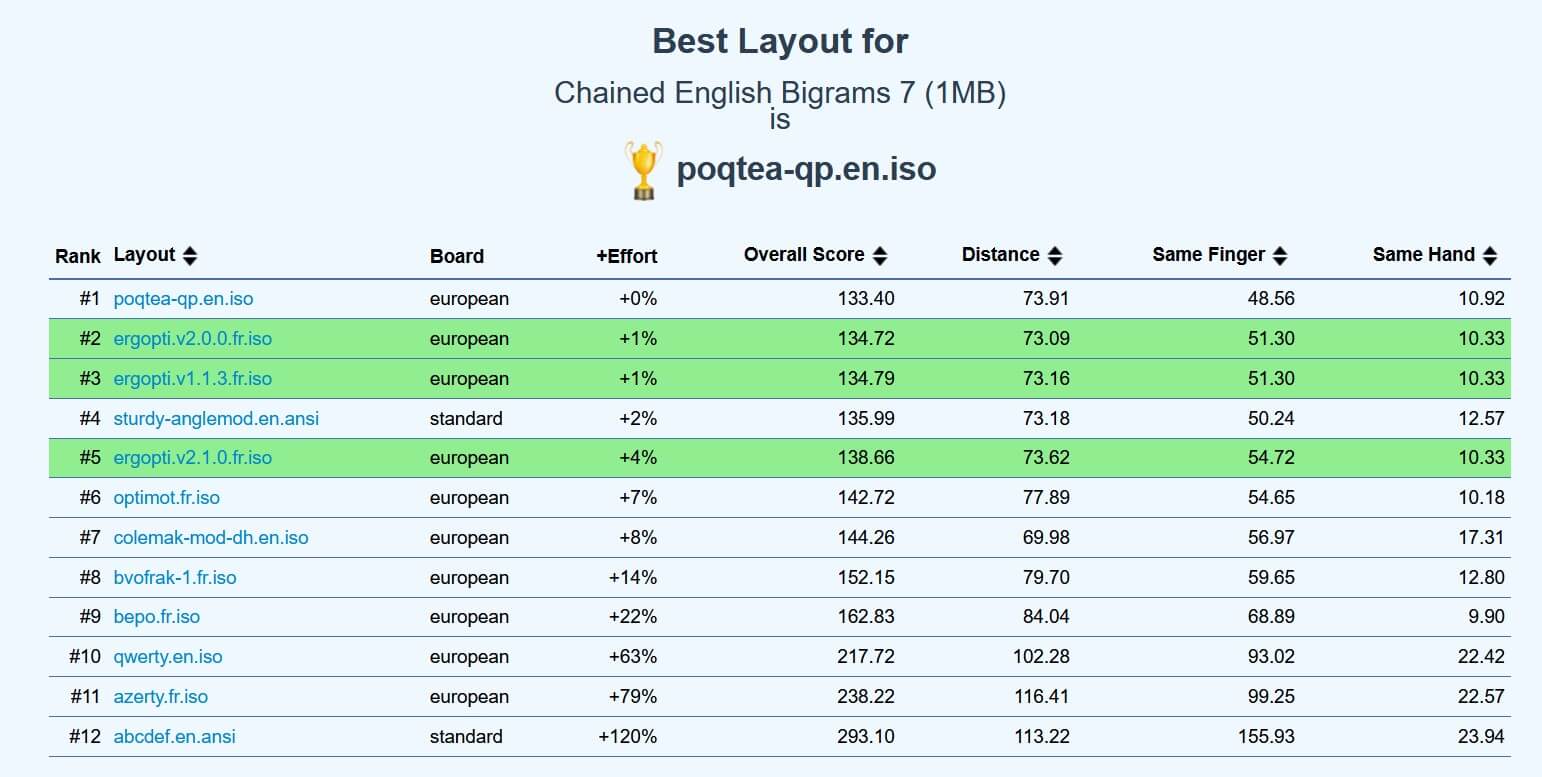 Best Layout for
Chained English Bigrams 7 (1MB)
is
poqtea-qp.en.iso
Rank Layout Board +Effort Overall Score Distance Same Finger Same Hand
#1 poqtea-qp.en.iso european +0% 133.40 73.91 48.56 10.92
#2 ergopti.v2.0.0.fr.iso european +1% 134.72 73.09 51.30 10.33
#3 ergopti.v1.1.3.fr.iso european +1% 134.79 73.16 51.30 10.33
#4 sturdy-anglemod.en.ansi standard +2% 135.99 73.18 50.24 12.57
#5 ergopti.v2.1.0.fr.iso european +4% 138.66 73.62 54.72 10.33
#6 optimot.fr.iso european +7% 142.72 77.89 54.65 10.18
#7 colemak-mod-dh.en.iso european +8% 144.26 69.98 56.97 17.31
#8 bvofrak-1.fr.iso european +14% 152.15 79.70 59.65 12.80
#9 bepo.fr.iso european +22% 162.83 84.04 68.89 9.90
#10 qwerty.en.iso european +63% 217.72 102.28 93.02 22.42
#11 azerty.fr.iso european +79% 238.22 116.41 99.25 22.57
#12 abcdef.en.ansi standard +120% 293.10 113.22 155.93 23.94